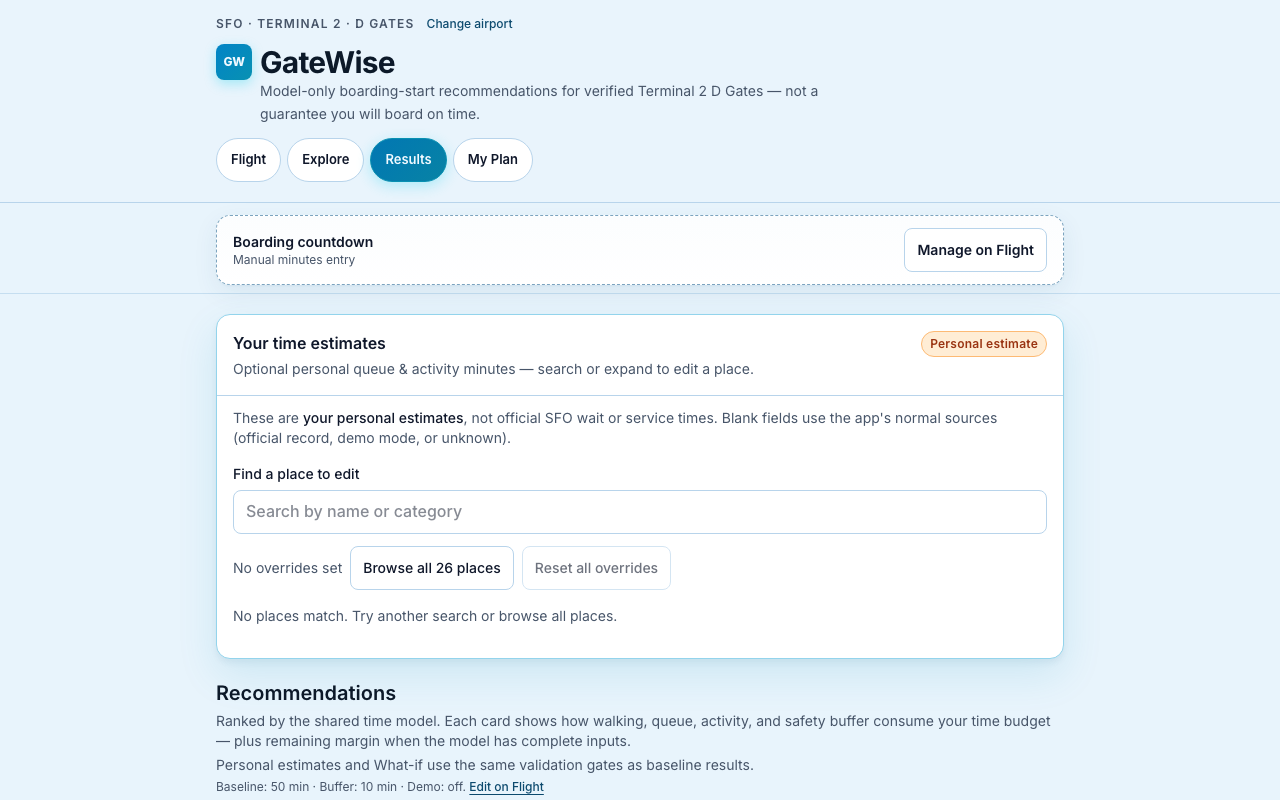 SFO · TERMINAL 2 · D GATES Change airport
GW GateWise
Model-only boarding-start recommendations for verified Terminal 2 D Gates — not a
guarantee you will board on time.
Flight Explore Results My Plan
Boarding countdown
Manual minutes entry
Manage on Flight
Your time estimates
Personal estimate
Optional personal queue & activity minutes — search or expand to edit a place.
These are your personal estimates, not official SFO wait or service times. Blank fields use the app's normal sources
(official record, demo mode, or unknown).
Find a place to edit
Search by name or category
No overrides set Browse all 26 places Reset all overrides
No places match. Try another search or browse all places.
Recommendations
Ranked by the shared time model. Each card shows how walking, queue, activity, and safety buffer consume your time budget
— plus remaining margin when the model has complete inputs.
Personal estimates and What-if use the same validation gates as baseline results.
Baseline: 50 min · Buffer: 10 min · Demo: off. Edit on Flight